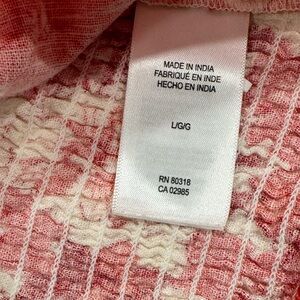 MADE IN INDIA
FABRIQUÉ EN INDE
HECHO EN INDIA
L/G/G
RN 80318
CA 02985